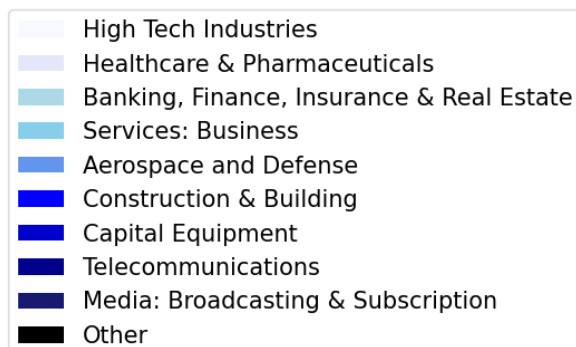 High Tech Industries
Healthcare & Pharmaceuticals
Banking, Finance, Insurance & Real Estate
Services: Business
Aerospace and Defense
Construction & Building
Capital Equipment
Telecommunications
Media: Broadcasting & Subscription
Other